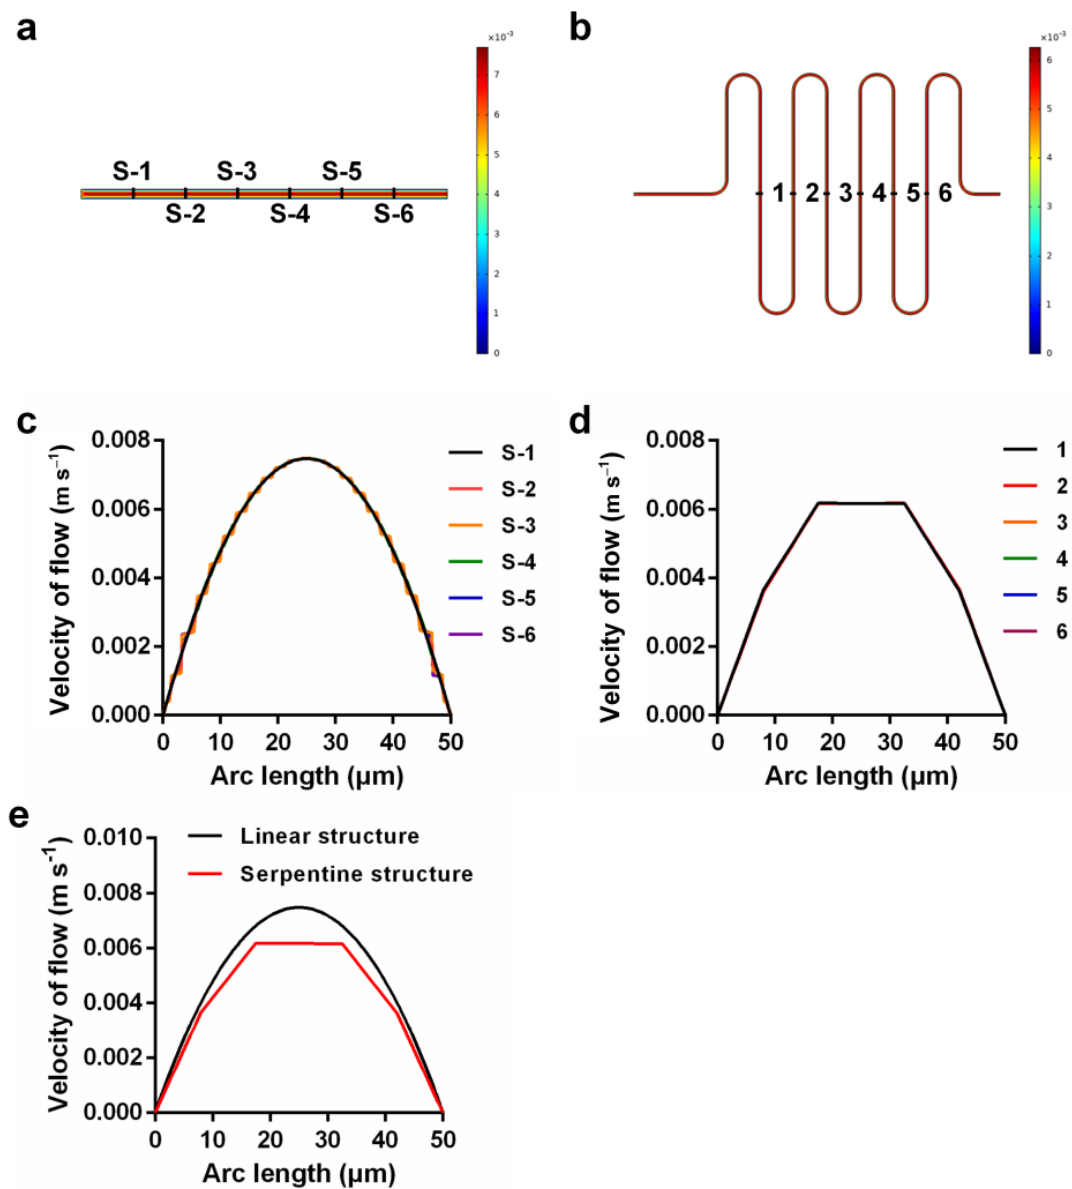 a
×10⁻³
7
6
5
4
3
2
1
0
S-1 S-3 S-5
S-2 S-4 S-6
b
×10⁻³
6
5
4
3
2
1
0
1 2 3 4 5 6
c
Velocity of flow (m s⁻¹)
0.008
0.006
0.004
0.002
0.000
0 10 20 30 40 50
Arc length (µm)
S-1
S-2
S-3
S-4
S-5
S-6
d
Velocity of flow (m s⁻¹)
0.008
0.006
0.004
0.002
0.000
0 10 20 30 40 50
Arc length (µm)
1
2
3
4
5
6
e
Velocity of flow (m s⁻¹)
0.010
0.008
0.006
0.004
0.002
0.000
0 10 20 30 40 50
Arc length (µm)
Linear structure
Serpentine structure